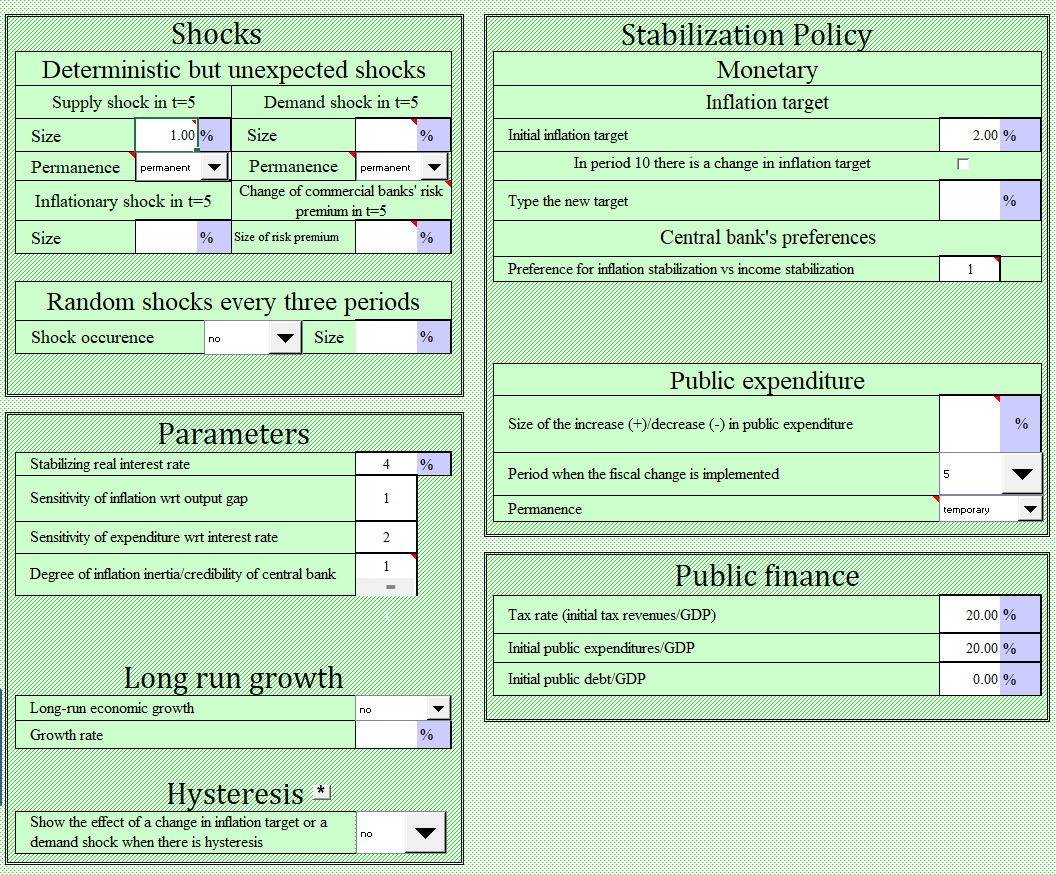 Shocks
Deterministic but unexpected shocks
Supply shock in t=5
Demand shock in t=5
Size 1.00 %
Size %
Permanence permanent
Permanence permanent
Inflationary shock in t=5
Change of commercial banks' risk
premium in t=5
Size %
Size of risk premium %
Random shocks every three periods
Shock occurence no
Size %
Parameters
Stabilizing real interest rate 4 %
Sensitivity of inflation wrt output gap 1
Sensitivity of expenditure wrt interest rate 2
Degree of inflation inertia/credibility of central bank 1
Long run growth
Long-run economic growth no
Growth rate %
Hysteresis *
Show the effect of a change in inflation target or a
demand shock when there is hysteresis
no
Stabilization Policy
Monetary
Inflation target
Initial inflation target 2.00 %
In period 10 there is a change in inflation target
Type the new target %
Central bank's preferences
Preference for inflation stabilization vs income stabilization 1
Public expenditure
Size of the increase (+)/decrease (-) in public expenditure %
Period when the fiscal change is implemented 5
Permanence temporary
Public finance
Tax rate (initial tax revenues/GDP) 20.00 %
Initial public expenditures/GDP 20.00 %
Initial public debt/GDP 0.00 %